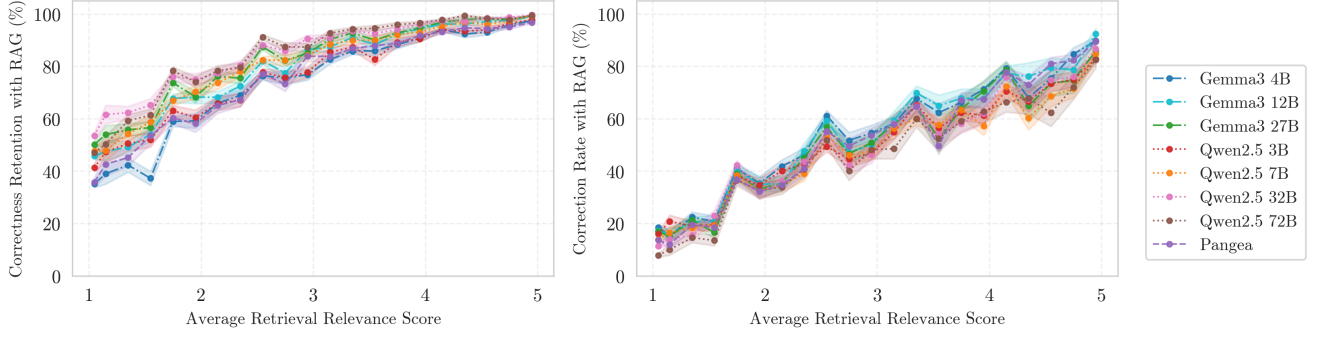 Correctness Retention with RAG (%)
100
80
60
40
20
0
1 2 3 4 5
Average Retrieval Relevance Score
Correction Rate with RAG (%)
100
80
60
40
20
0
1 2 3 4 5
Average Retrieval Relevance Score
Gemma3 4B
Gemma3 12B
Gemma3 27B
Qwen2.5 3B
Qwen2.5 7B
Qwen2.5 32B
Qwen2.5 72B
Pangea